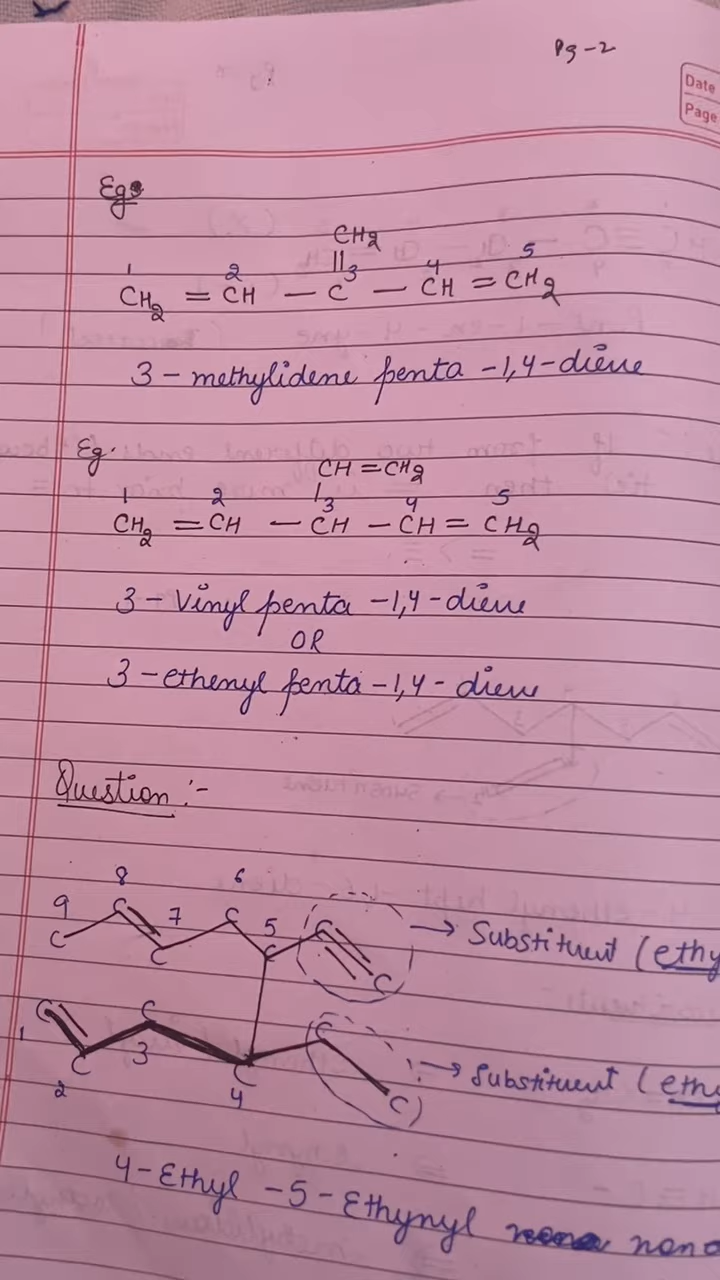 Pg-2
Date
Page
Eg:
CH2
||
1 2 3 4 5
CH2 = CH - C - CH = CH2
3 - methylidene penta -1,4-diene
Eg.
CH = CH2
|
1 2 3 4 5
CH2 = CH - CH - CH = CH2
3 - Vinyl penta -1,4-diene
OR
3 - ethenyl penta -1,4- diene
Question :-
8 6
9 C 7 C 5 C → Substituent (ethy
C C C C
C C C
1 C 3 C C → Substituent (ethy
2 4
4-Ethyl -5-Ethynyl nona